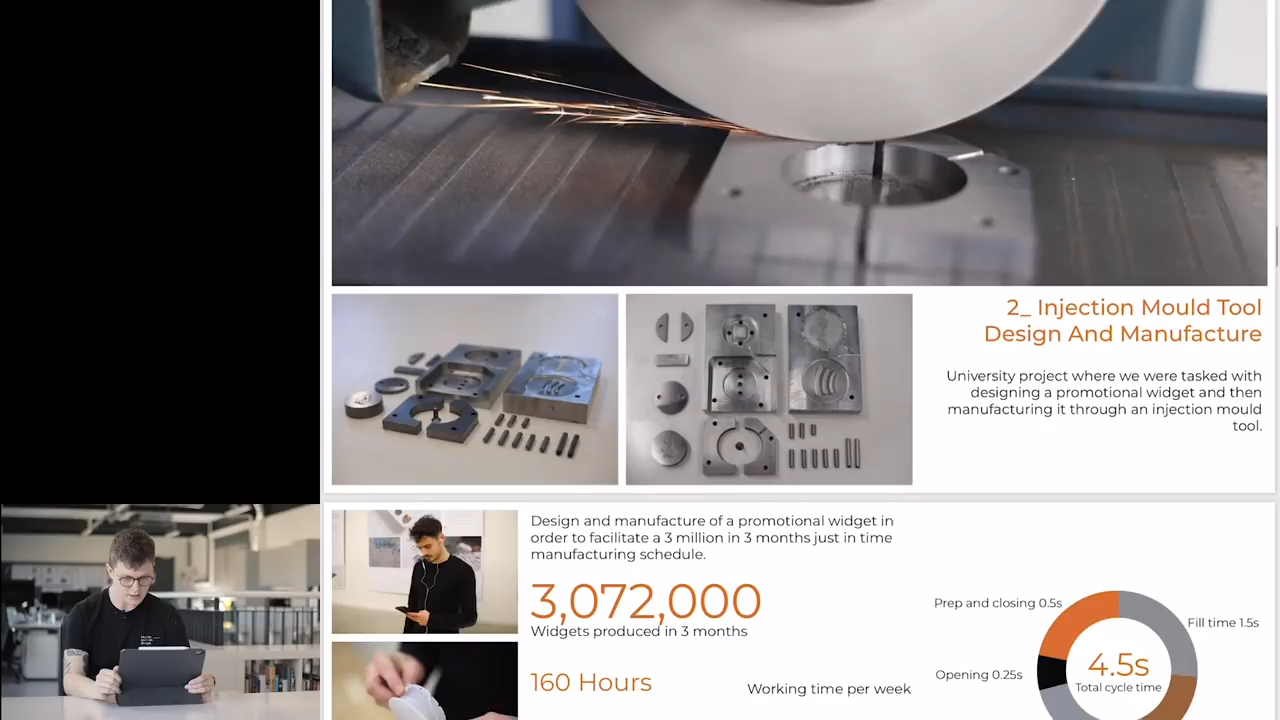 2_ Injection Mould Tool
Design And Manufacture
University project where we were tasked with
designing a promotional widget and then
manufacturing it through an injection mould
tool.
Design and manufacture of a promotional widget in
order to facilitate a 3 million in 3 months just in time
manufacturing schedule.
3,072,000
Widgets produced in 3 months
160 Hours
Working time per week
Prep and closing 0.5s
Fill time 1.5s
Opening 0.25s
4.5s
Total cycle time